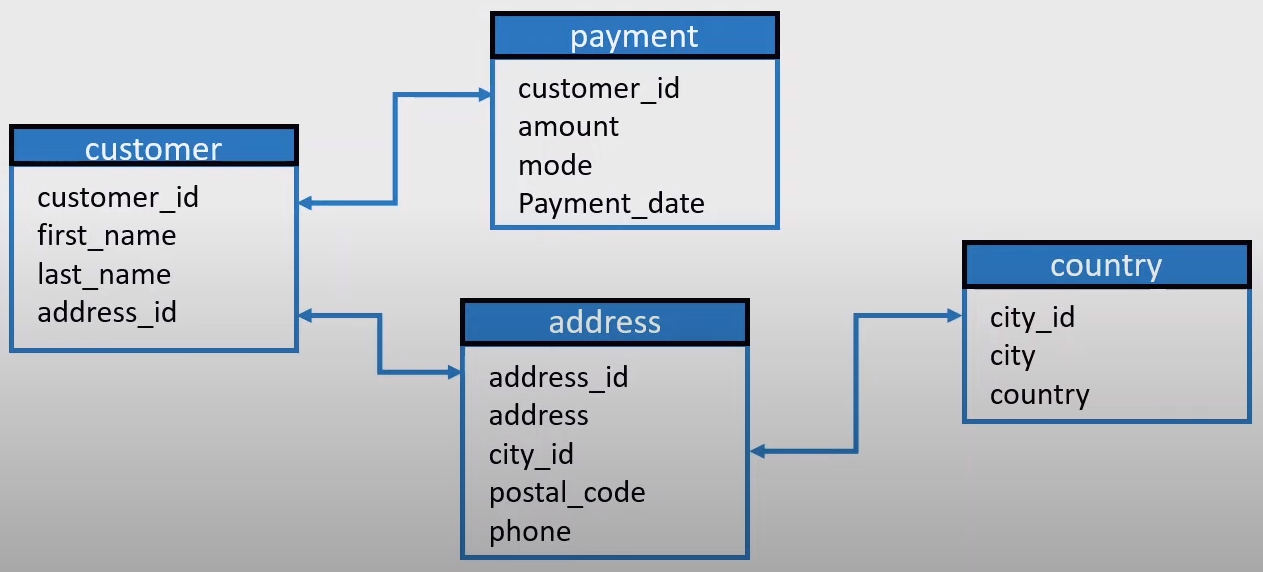 payment
customer_id
amount
mode
Payment_date
customer
customer_id
first_name
last_name
address_id
address
address_id
address
city_id
postal_code
phone
country
city_id
city
country